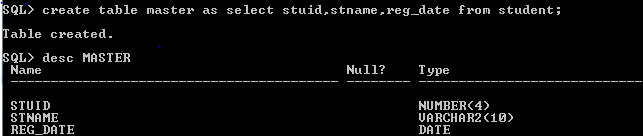 SQL> create table master as select stuid,stname,reg_date from student;
Table created.
SQL> desc MASTER
Name Null? Type
STUID NUMBER(4)
STNAME VARCHAR2(10)
REG_DATE DATE